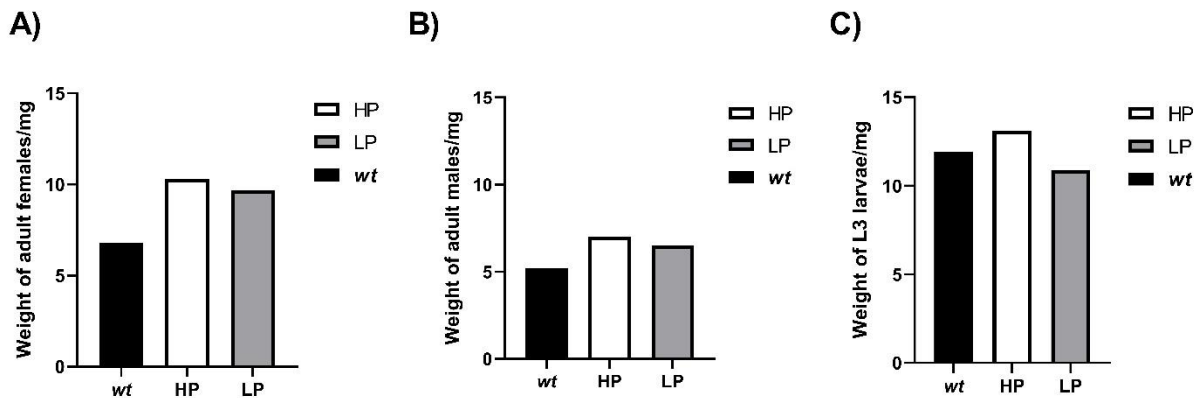 A)
Weight of adult females/mg
15
10
5
0
wt
HP
LP
HP
LP
wt
B)
Weight of adult males/mg
15
10
5
0
wt
HP
LP
HP
LP
wt
C)
Weight of L3 larvae/mg
15
10
5
0
wt
HP
LP
HP
LP
wt